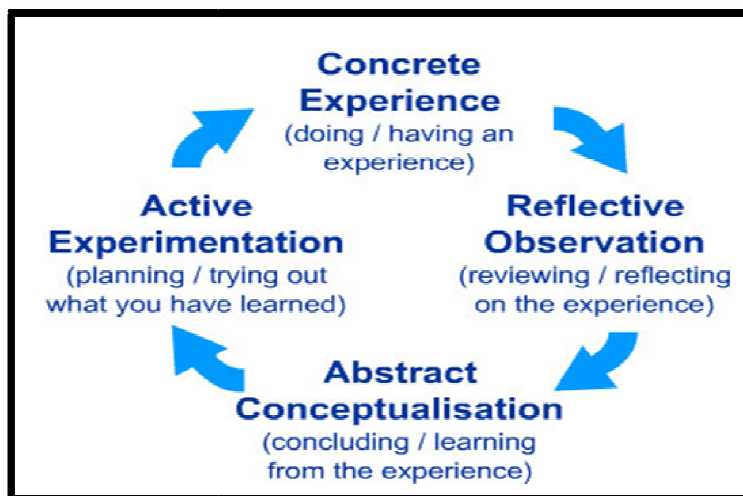 Concrete
Experience
(doing / having an
experience)
Reflective
Observation
(reviewing / reflecting
on the experience)
Abstract
Conceptualisation
(concluding / learning
from the experience)
Active
Experimentation
(planning / trying out
what you have learned)